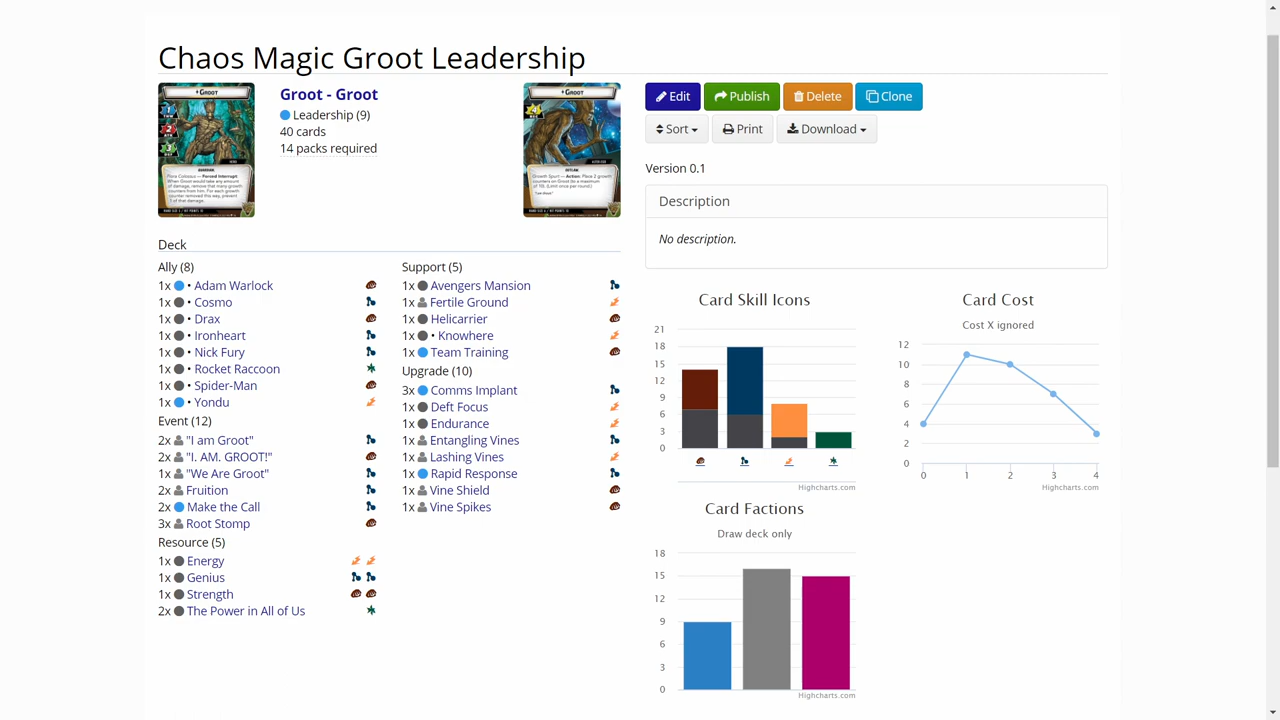 Chaos Magic Groot Leadership
Groot - Groot
Leadership (9)
40 cards
14 packs required
Edit
Publish
Delete
Clone
Sort
Print
Download
Version 0.1
Description
No description.
Deck
Ally (8)
1x • Adam Warlock
1x • Cosmo
1x • Drax
1x • Ironheart
1x • Nick Fury
1x • Rocket Raccoon
1x • Spider-Man
1x • Yondu
Event (12)
2x "I am Groot"
2x "I. AM. GROOT!"
1x "We Are Groot"
2x Fruition
2x Make the Call
3x Root Stomp
Resource (5)
1x Energy
1x Genius
1x Strength
2x The Power in All of Us
Support (5)
1x Avengers Mansion
1x Fertile Ground
1x Helicarrier
1x • Knowhere
1x Team Training
Upgrade (10)
3x Comms Implant
1x Deft Focus
1x Endurance
1x Entangling Vines
1x Lashing Vines
1x Rapid Response
1x Vine Shield
1x Vine Spikes
Card Skill Icons
21
18
15
12
9
6
3
0
Highcharts.com
Card Cost
Cost X ignored
12
10
8
6
4
2
0
0 1 2 3 4
Highcharts.com
Card Factions
Draw deck only
18
15
12
9
6
3
0
Highcharts.com
GROOT
GROOT